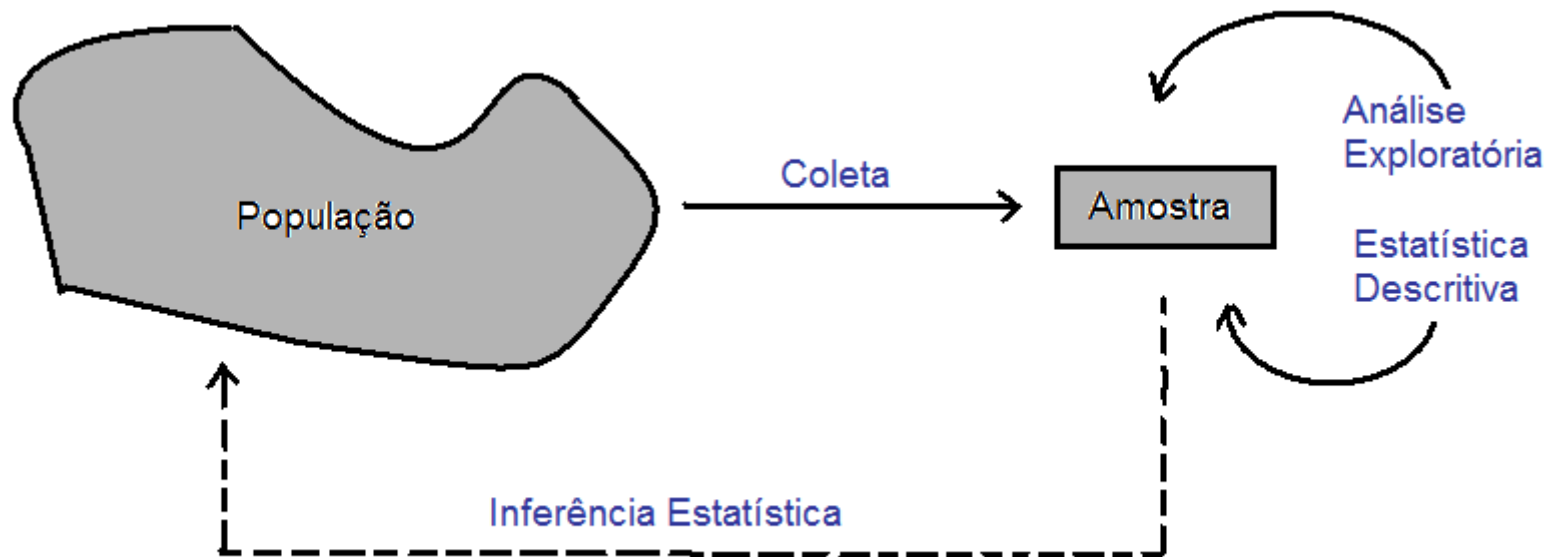 População
Coleta
Amostra
Análise
Exploratória
Estatística
Descritiva
Inferência Estatística